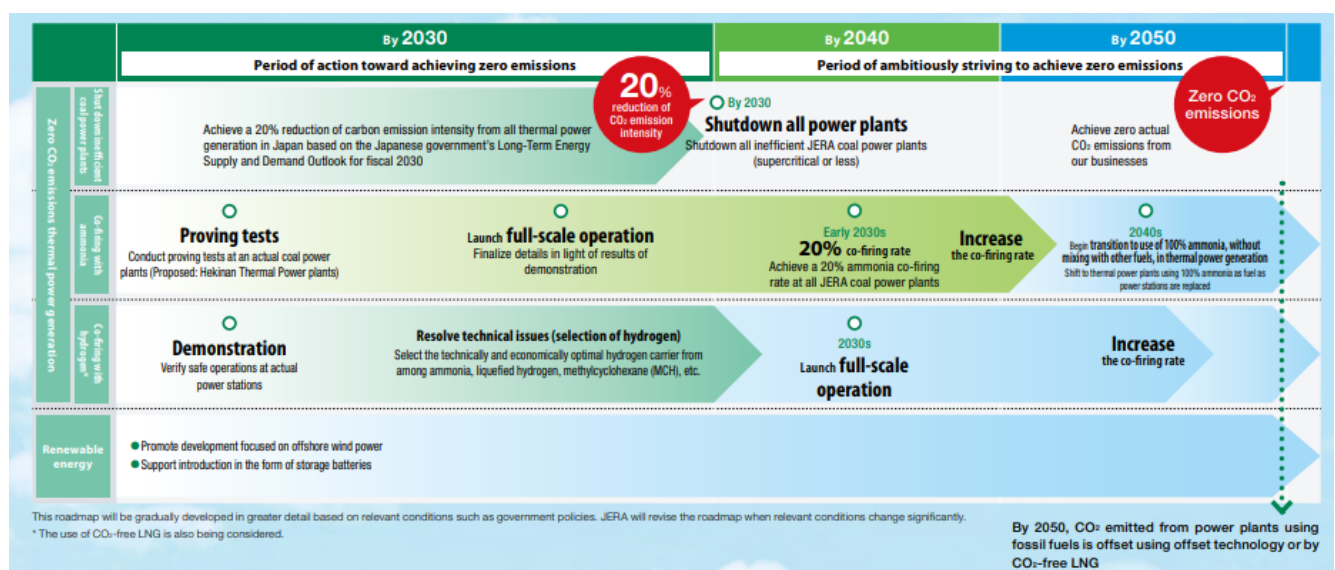 By 2030
By 2040
By 2050
Period of action toward achieving zero emissions
Period of ambitiously striving to achieve zero emissions
Zero CO₂ emissions thermal power generation
Shut down inefficient
coal power plants
Achieve a 20% reduction of carbon emission intensity from all thermal power
generation in Japan based on the Japanese government's Long-Term Energy
Supply and Demand Outlook for fiscal 2030
20%
reduction of
CO₂ emission
intensity
By 2030
Shutdown all power plants
Shutdown all inefficient JERA coal power plants
(supercritical or less)
Achieve zero actual
CO₂ emissions from
our businesses
Zero CO₂
emissions
Co-firing with
ammonia
Proving tests
Conduct proving tests at an actual coal power
plants (Proposed: Hekinan Thermal Power plants)
Launch full-scale operation
Finalize details in light of results of
demonstration
Early 2030s
20% co-firing rate
Achieve a 20% ammonia co-firing
rate at all JERA coal power plants
Increase
the co-firing rate
2040s
Begin transition to use of 100% ammonia, without
mixing with other fuels, in thermal power generation
Shift to thermal power plants using 100% ammonia as fuel as
power stations are replaced
Co-firing with
hydrogen*
Demonstration
Verify safe operations at actual
power stations
Resolve technical issues (selection of hydrogen)
Select the technically and economically optimal hydrogen carrier from
among ammonia, liquefied hydrogen, methylcyclohexane (MCH), etc.
2030s
Launch full-scale
operation
Increase
the co-firing rate
Renewable
energy
● Promote development focused on offshore wind power
● Support introduction in the form of storage batteries
This roadmap will be gradually developed in greater detail based on relevant conditions such as government policies. JERA will revise the roadmap when relevant conditions change significantly.
* The use of CO₂-free LNG is also being considered.
By 2050, CO₂ emitted from power plants using
fossil fuels is offset using offset technology or by
CO₂-free LNG